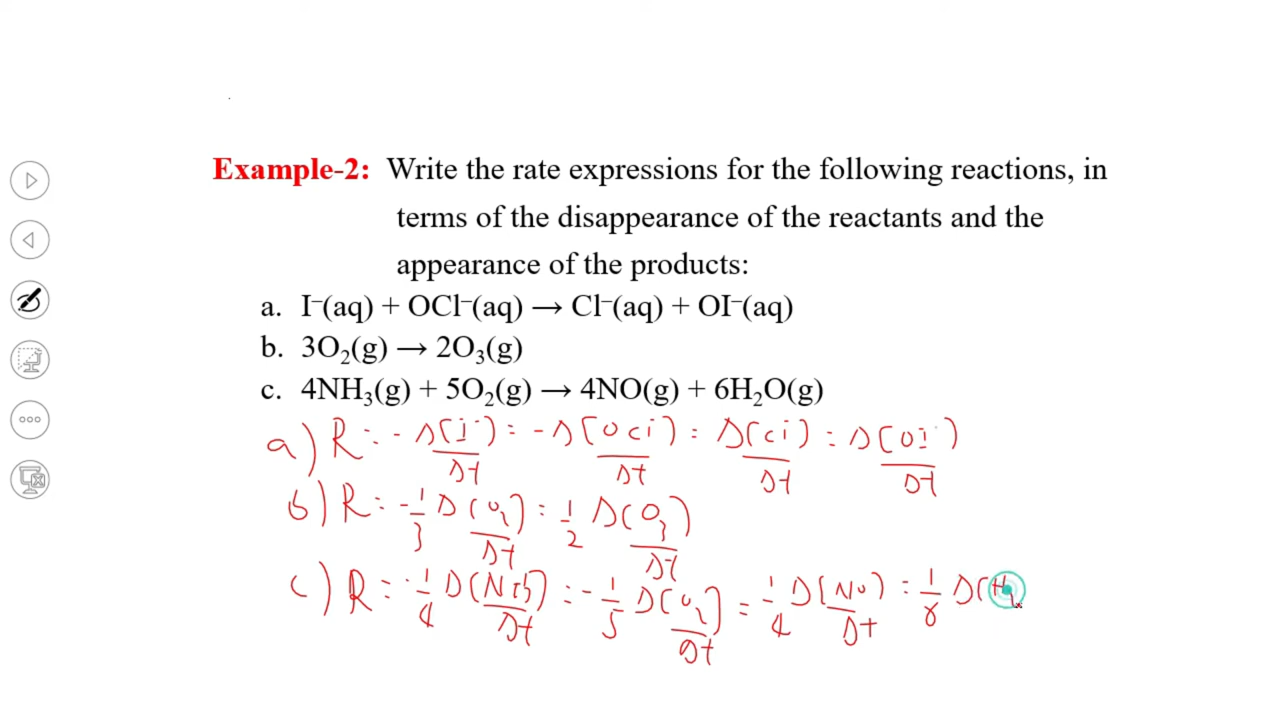 Example-2: Write the rate expressions for the following reactions, in
terms of the disappearance of the reactants and the
appearance of the products:
a. I⁻(aq) + OCl⁻(aq) → Cl⁻(aq) + OI⁻(aq)
b. 3O₂(g) → 2O₃(g)
c. 4NH₃(g) + 5O₂(g) → 4NO(g) + 6H₂O(g)
a) R = - Δ[I⁻]/Δt = - Δ[OCl⁻]/Δt = Δ[Cl⁻]/Δt = Δ[OI⁻]/Δt
b) R = - 1/3 Δ[O₂]/Δt = 1/2 Δ[O₃]/Δt
c) R = - 1/4 Δ[NH₃]/Δt = - 1/5 Δ[O₂]/Δt = 1/4 Δ[NO]/Δt = 1/6 Δ[H₂